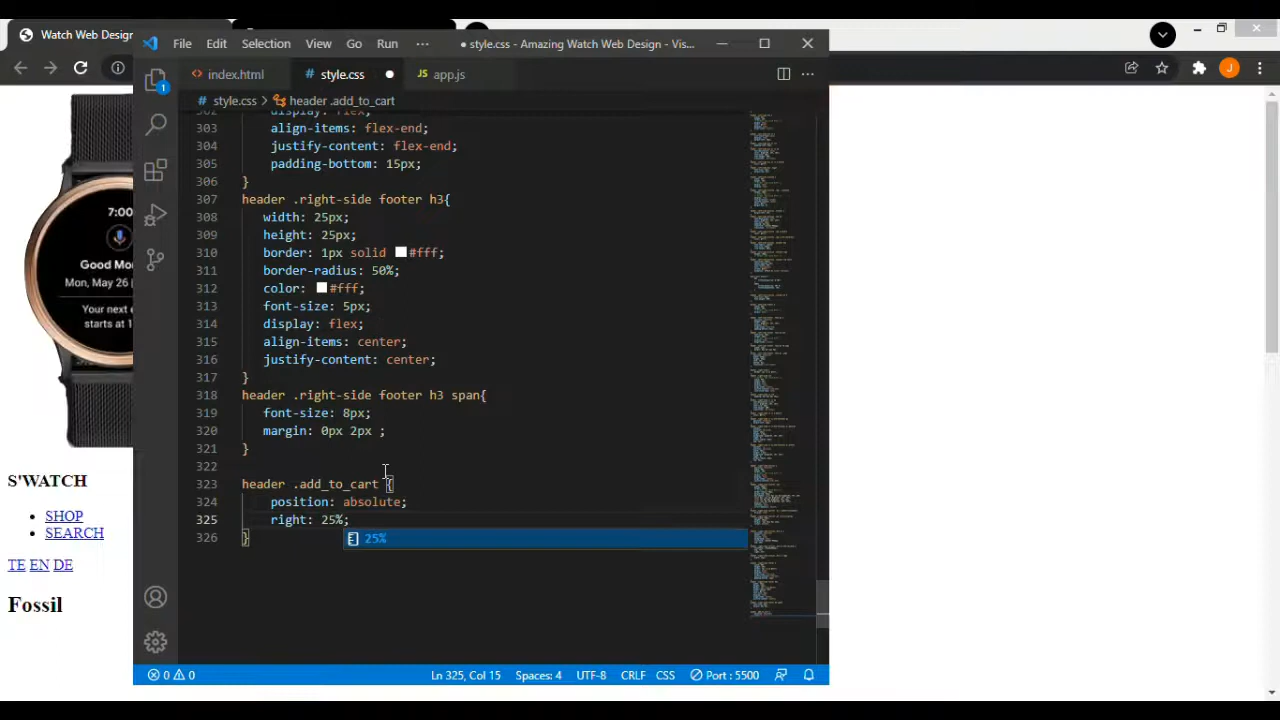 Watch Web Design
File Edit Selection View Go Run ···
● style.css - Amazing Watch Web Design - Vis...
index.html
# style.css ●
JS app.js
# style.css > header .add_to_cart
302 display: flex;
303 align-items: flex-end;
304 justify-content: flex-end;
305 padding-bottom: 15px;
306 }
307 header .right_side footer h3{
308 width: 25px;
309 height: 25px;
310 border: 1px solid #fff;
311 border-radius: 50%;
312 color: #fff;
313 font-size:
314 display: flex;
315 align-items: center;
316 justify-content: center;
317 }
318 header .right_side footer h3 span{
319 font-size: 8px;
320 margin: 0px 2px ;
321 }
322
323 header .add_to_cart {
324 position: absolute;
325 right:
326 }
25%
1
J
7:00
Good Mor
Mon, May 26 |
Your next e
starts at 1
S'WATCH
SHOP
SEARCH
TE EN DE
Fossil
0 0
Ln 325, Col 15
Spaces: 4
UTF-8
CRLF
CSS
Port : 5500